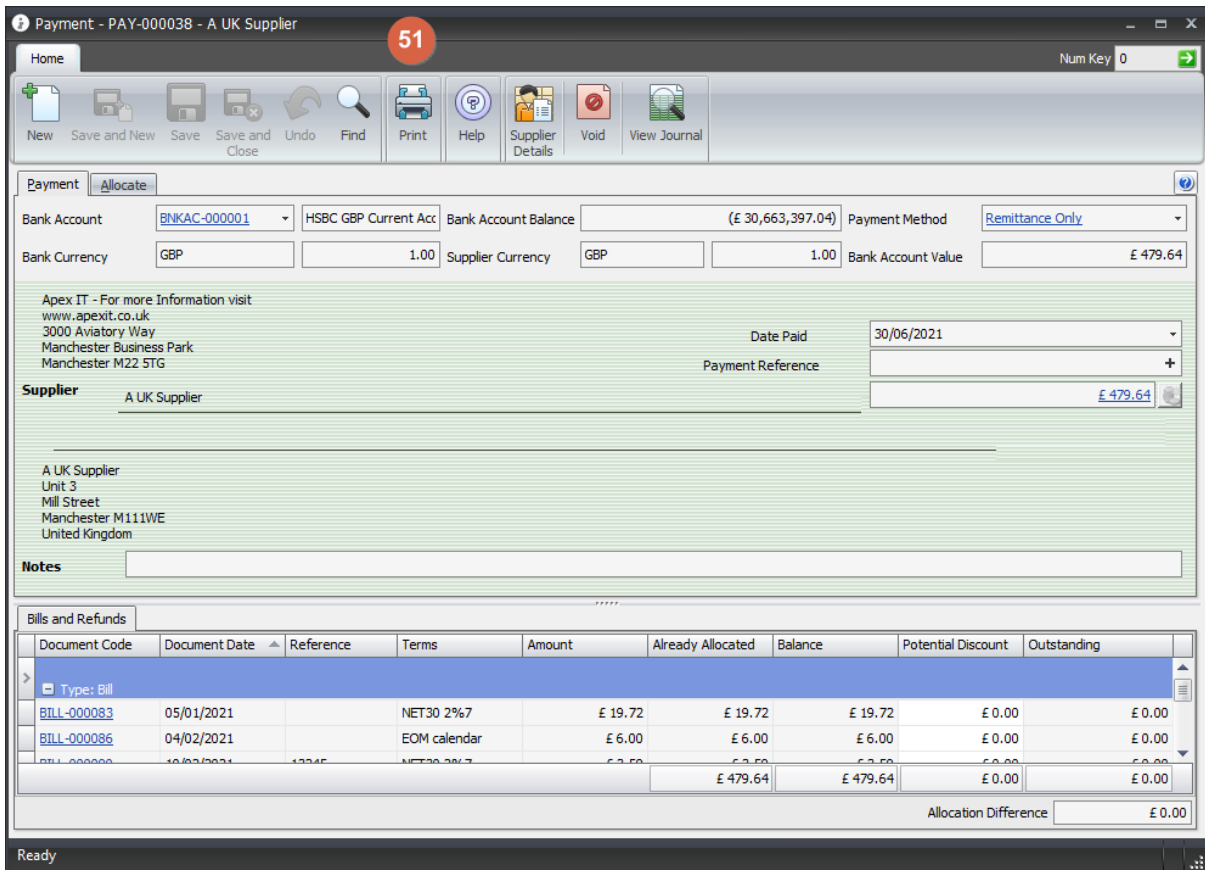 Payment - PAY-000038 - A UK Supplier
51
Home
Num Key 0
New Save and New Save Save and Close Undo Find Print Help Supplier Details Void View Journal
Payment Allocate
Bank Account BNKAC-000001 HSBC GBP Current Acc Bank Account Balance (£ 30,663,397.04) Payment Method Remittance Only
Bank Currency GBP 1.00 Supplier Currency GBP 1.00 Bank Account Value £ 479.64
Apex IT - For more Information visit
www.apexit.co.uk
3000 Aviatory Way
Manchester Business Park
Manchester M22 5TG
Date Paid 30/06/2021
Payment Reference
Supplier A UK Supplier £ 479.64
A UK Supplier
Unit 3
Mill Street
Manchester M111WE
United Kingdom
Notes
Bills and Refunds
Document Code Document Date Reference Terms Amount Already Allocated Balance Potential Discount Outstanding
Type: Bill
BILL-000083 05/01/2021 NET30 2%7 £ 19.72 £ 19.72 £ 19.72 £ 0.00 £ 0.00
BILL-000086 04/02/2021 EOM calendar £ 6.00 £ 6.00 £ 6.00 £ 0.00 £ 0.00
£ 479.64 £ 479.64 £ 0.00 £ 0.00
Allocation Difference £ 0.00
Ready